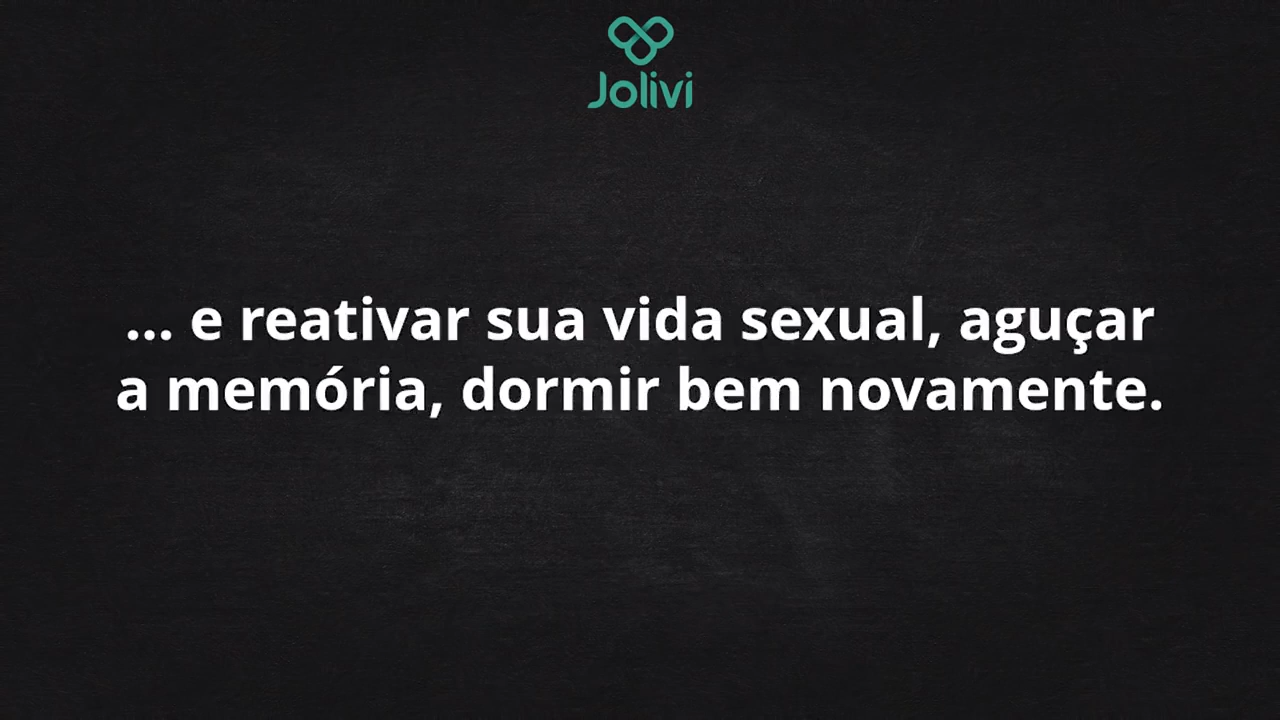 Jolivi
... e reativar sua vida sexual, aguçar
a memória, dormir bem novamente.